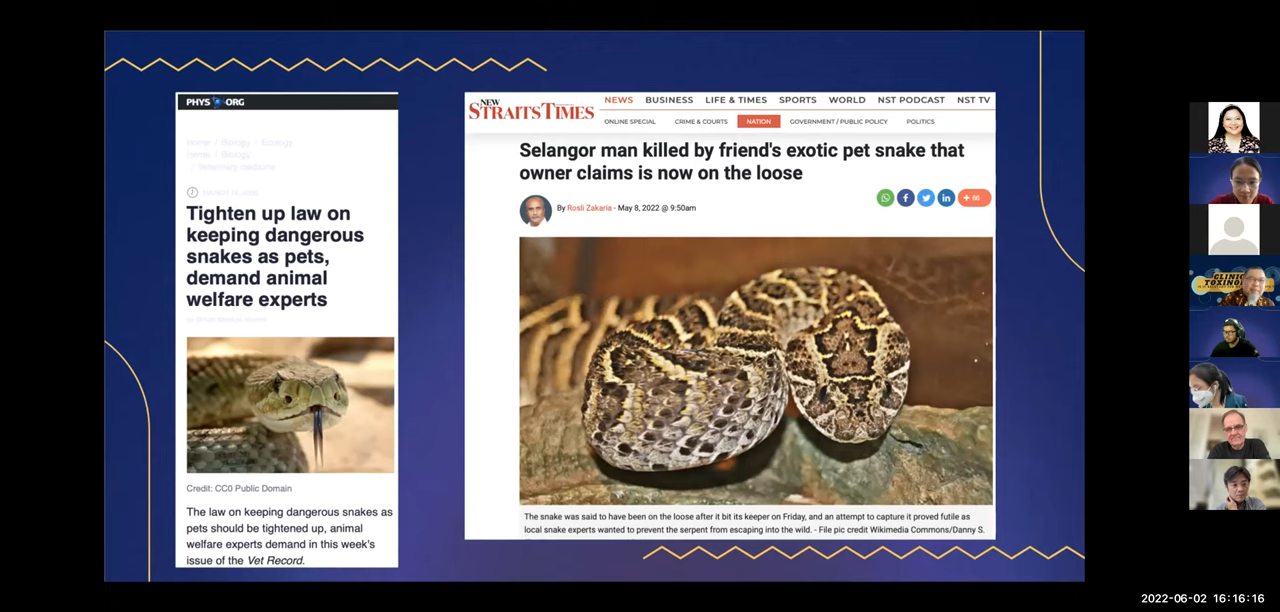 PHYS ORG
Home / Biology / Ecology
Home / Biology
/ Veterinary medicine
Tighten up law on
keeping dangerous
snakes as pets,
demand animal
welfare experts
Credit: CC0 Public Domain
The law on keeping dangerous snakes as
pets should be tightened up, animal
welfare experts demand in this week's
issue of the Vet Record.
NEW
STRAITS TIMES
NEWS BUSINESS LIFE & TIMES SPORTS WORLD NST PODCAST NST TV
ONLINE SPECIAL CRIME & COURTS NATION GOVERNMENT / PUBLIC POLICY POLITICS
Selangor man killed by friend's exotic pet snake that
owner claims is now on the loose
By Rosli Zakaria - May 8, 2022 @ 9:50am
The snake was said to have been on the loose after it bit its keeper on Friday, and an attempt to capture it proved futile as
local snake experts wanted to prevent the serpent from escaping into the wild. - File pic credit Wikimedia Commons/Danny S.
2022-06-02 16:16:16